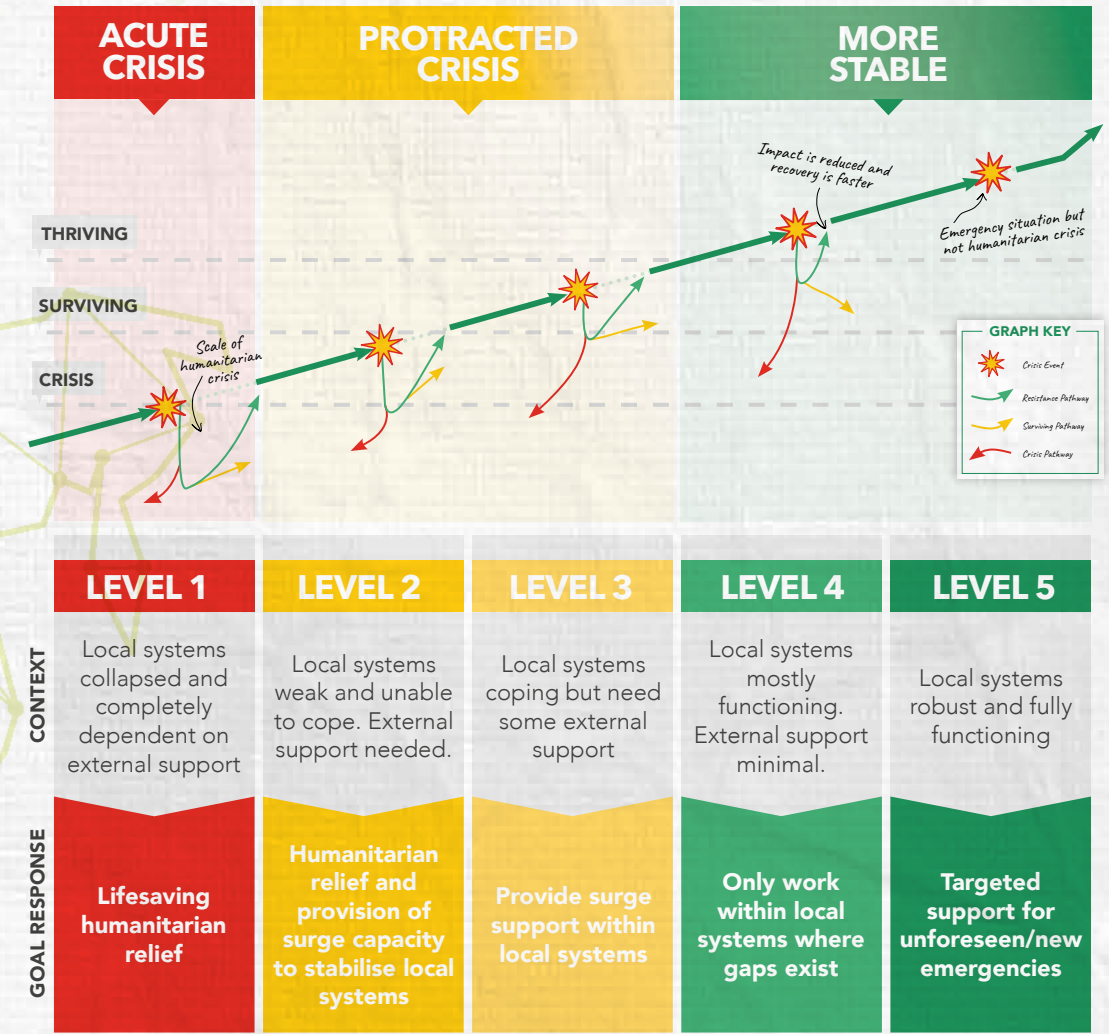 ACUTE
CRISIS
PROTRACTED
CRISIS
MORE
STABLE
THRIVING
SURVIVING
CRISIS
Scale of
humanitarian
crisis
Impact is reduced and
recovery is faster
Emergency situation but
not humanitarian crisis
GRAPH KEY
Crisis Event
Resistance Pathway
Surviving Pathway
Crisis Pathway
LEVEL 1
LEVEL 2
LEVEL 3
LEVEL 4
LEVEL 5
CONTEXT
Local systems
collapsed and
completely
dependent on
external support
Local systems
weak and unable
to cope. External
support needed.
Local systems
coping but need
some external
support
Local systems
mostly
functioning.
External support
minimal.
Local systems
robust and fully
functioning
GOAL RESPONSE
Lifesaving
humanitarian
relief
Humanitarian
relief and
provision of
surge capacity
to stabilise local
systems
Provide surge
support within
local systems
Only work
within local
systems where
gaps exist
Targeted
support for
unforeseen/new
emergencies